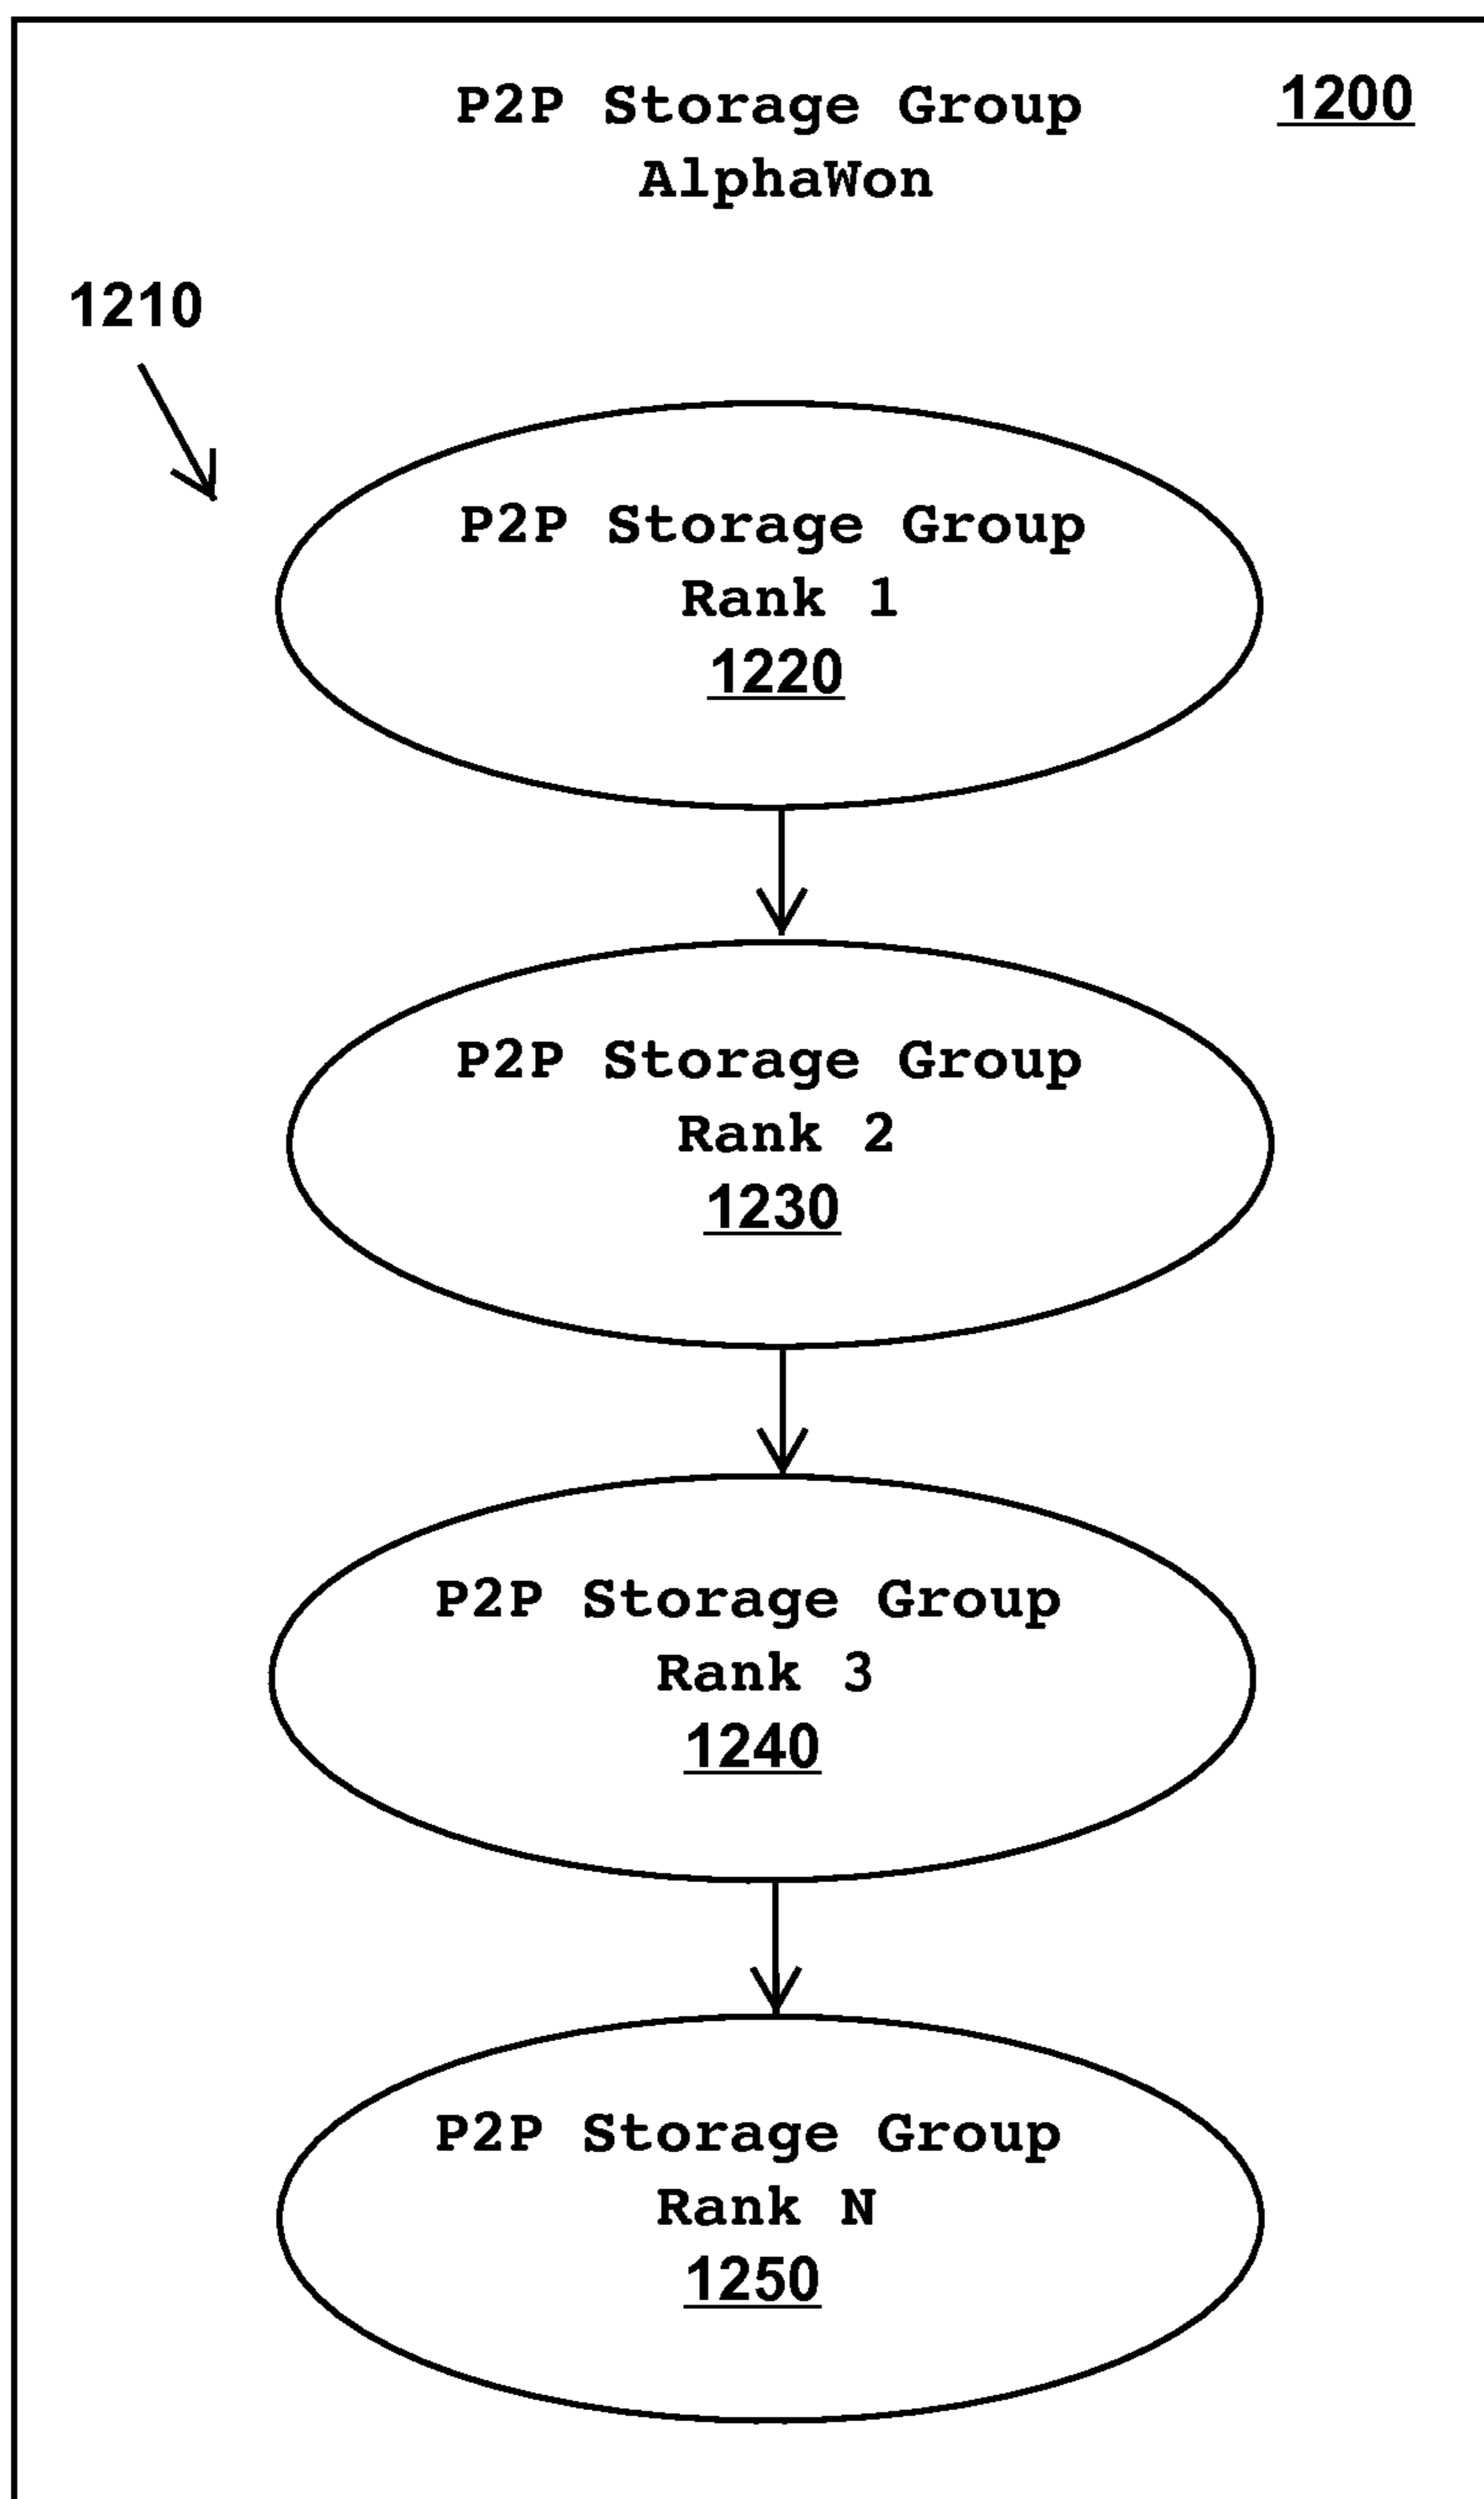 P2P Storage Group 1200
AlphaWon
1210
P2P Storage Group
Rank 1
1220
P2P Storage Group
Rank 2
1230
P2P Storage Group
Rank 3
1240
P2P Storage Group
Rank N
1250